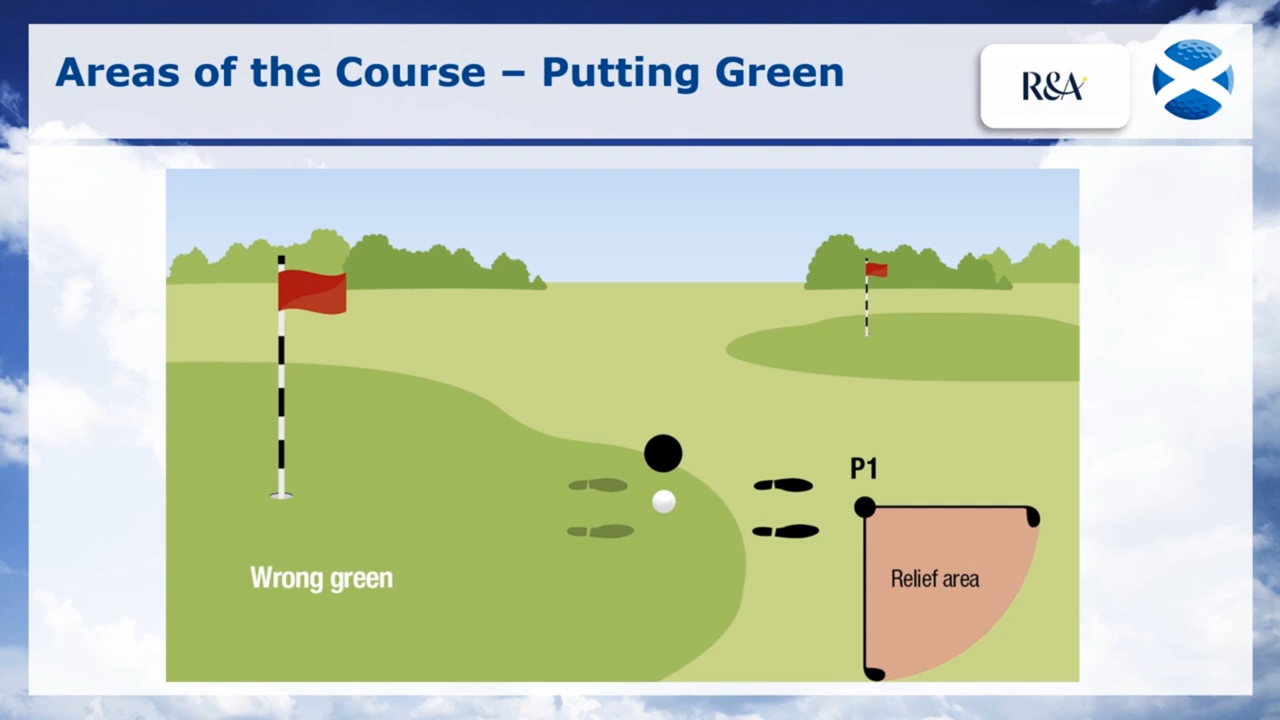 Areas of the Course – Putting Green
R&A
P1
Relief area
Wrong green